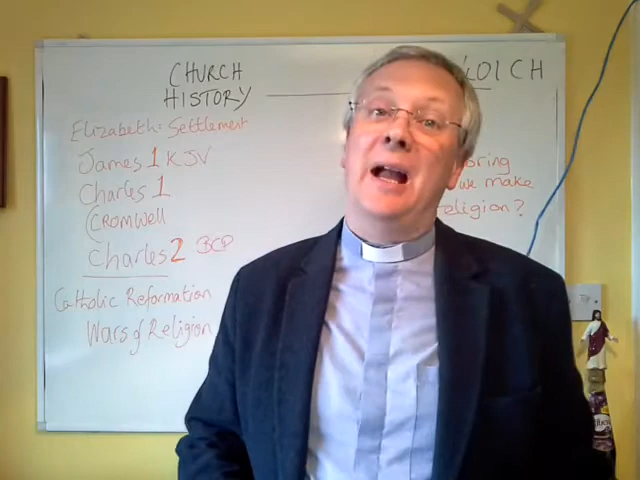 CHURCH
HISTORY
LOICH
Elizabeth: Settlement
James 1 KJV
Charles 1
Cromwell
Charles 2 BCP
Catholic Reformation
Wars of Religion
oring
we make
eligion?